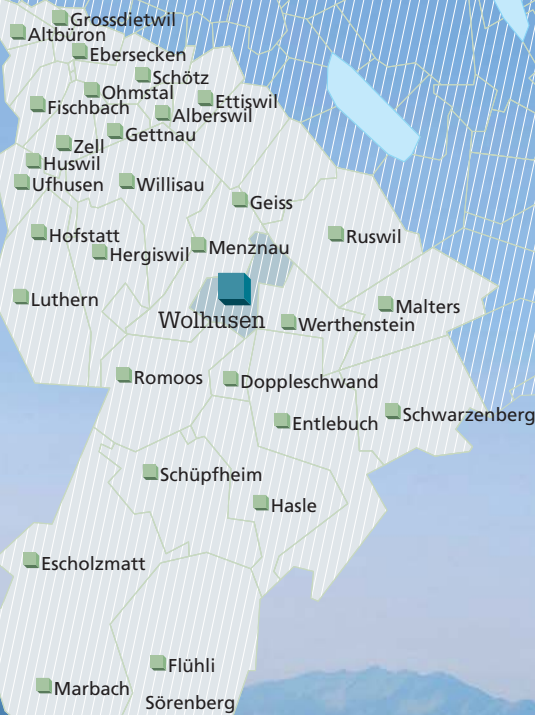 Grossdietwil
Altbüron
Ebersecken
Schötz
Ohmstal
Ettiswil
Fischbach
Alberswil
Gettnau
Zell
Huswil
Ufhusen
Willisau
Geiss
Hofstatt
Ruswil
Menznau
Hergiswil
Luthern
Malters
Wolhusen
Werthenstein
Romoos
Doppleschwand
Schwarzenberg
Entlebuch
Schüpfheim
Hasle
Escholzmatt
Flühli
Marbach
Sörenberg